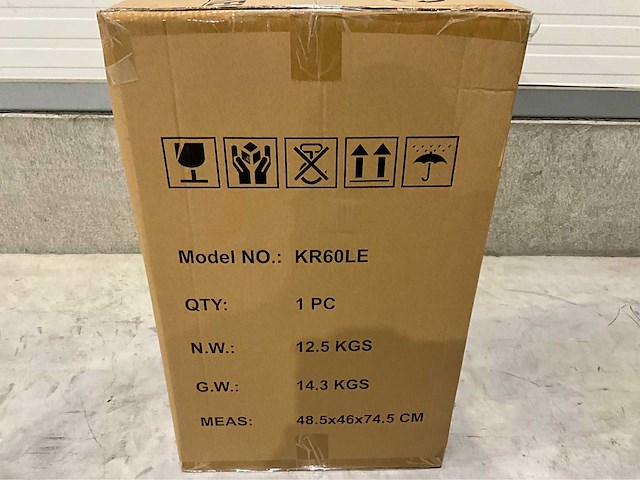 Model NO.: KR60LE
QTY: 1 PC
N.W.: 12.5 KGS
G.W.: 14.3 KGS
MEAS: 48.5x46x74.5 CM